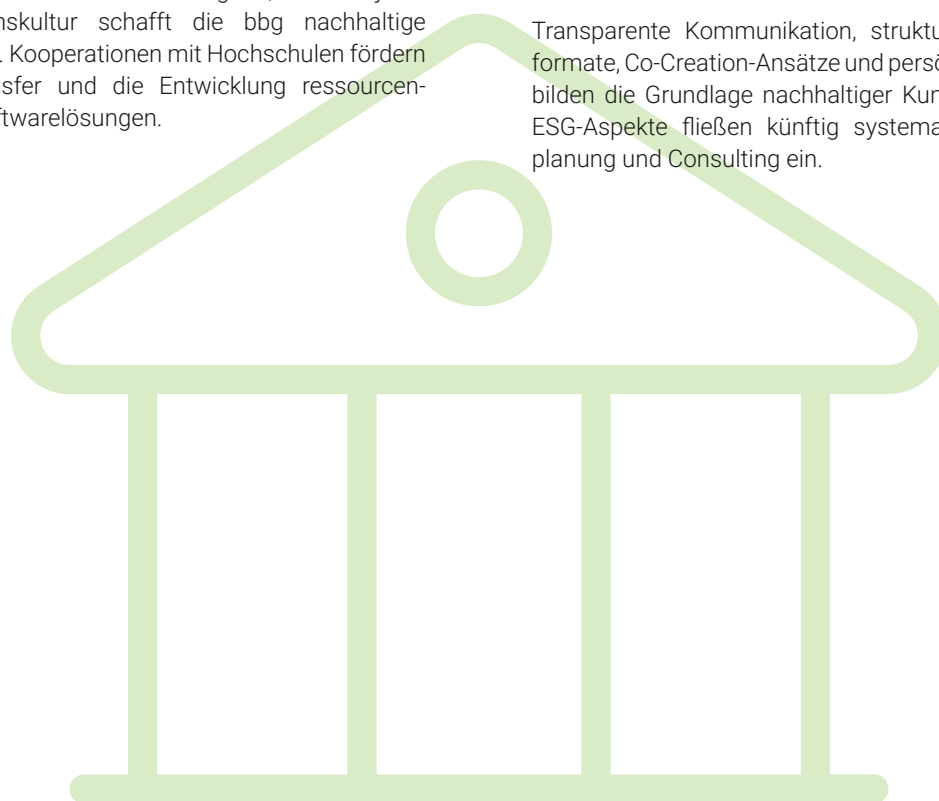 nskultur schafft die bbg nachhaltige
. Kooperationen mit Hochschulen fördern
sfer und die Entwicklung ressourcen-
ftwarelösungen.
Transparente Kommunikation, struktu
formate, Co-Creation-Ansätze und persö
bilden die Grundlage nachhaltiger Kun
ESG-Aspekte fließen künftig systema
planung und Consulting ein.